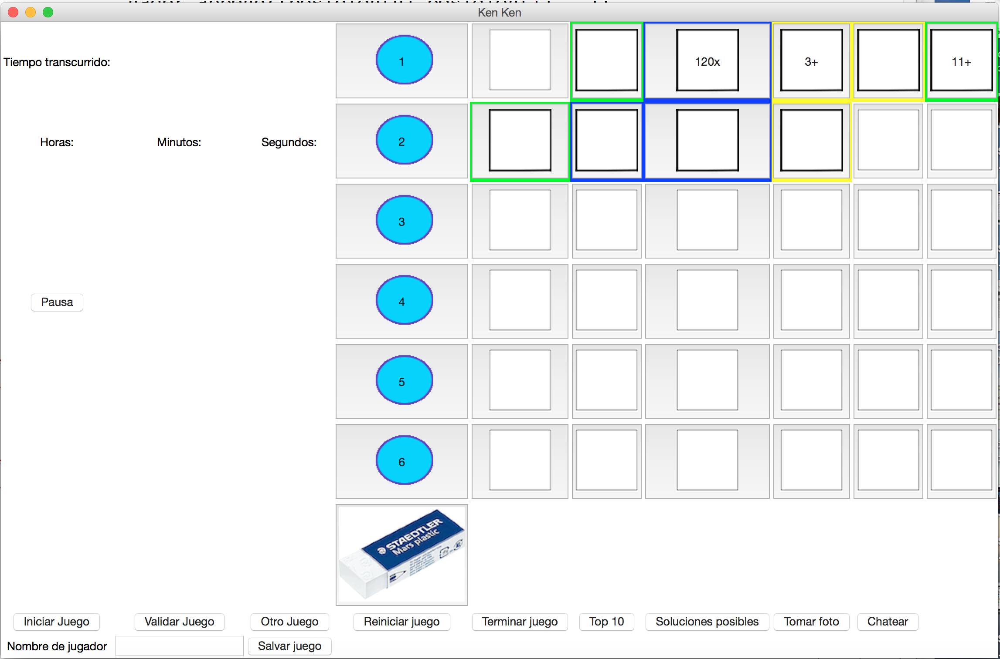 Ken Ken
Tiempo transcurrido:
1
120x
3+
11+
Horas:
Minutos:
Segundos:
2
3
Pausa
4
5
6
STAEDTLER
Mars plastic
Iniciar Juego
Validar Juego
Otro Juego
Reiniciar juego
Terminar juego
Top 10
Soluciones posibles
Tomar foto
Chatear
Nombre de jugador
Salvar juego